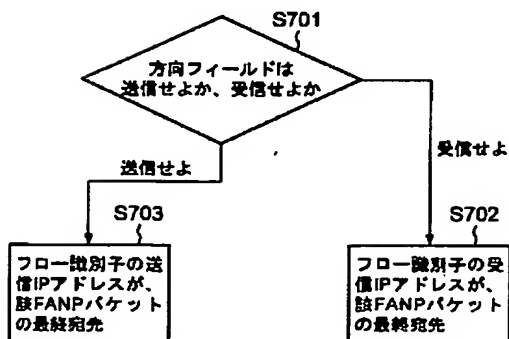 S701
方向フィールドは
送信せよか、受信せよか
送信せよ
受信せよ
S703
フロー識別子の送
信IPアドレスが、
該FANPパケット
の最終宛先
S702
フロー識別子の受
信IPアドレスが、
該FANPパケット
の最終宛先